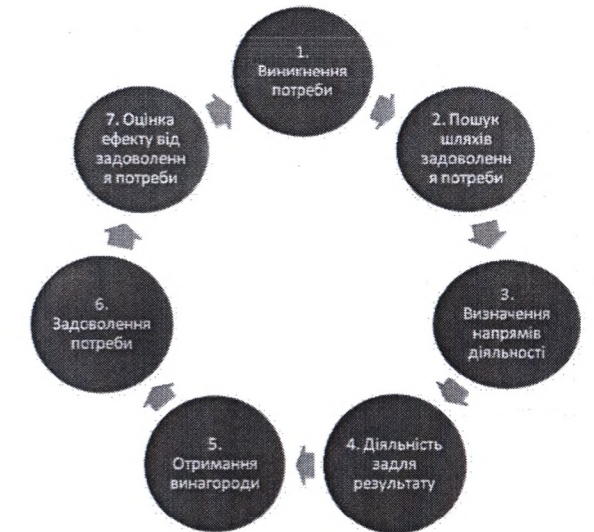 1.
Виникнення
потреби
2. Пошук
шляхів
задоволенн
я потреби
3.
Визначення
напрямів
діяльності
4. Діяльність
задля
результату
5.
Отримання
винагороди
6.
Задоволення
потреби
7. Оцінка
ефекту від
задоволенн
я потреби